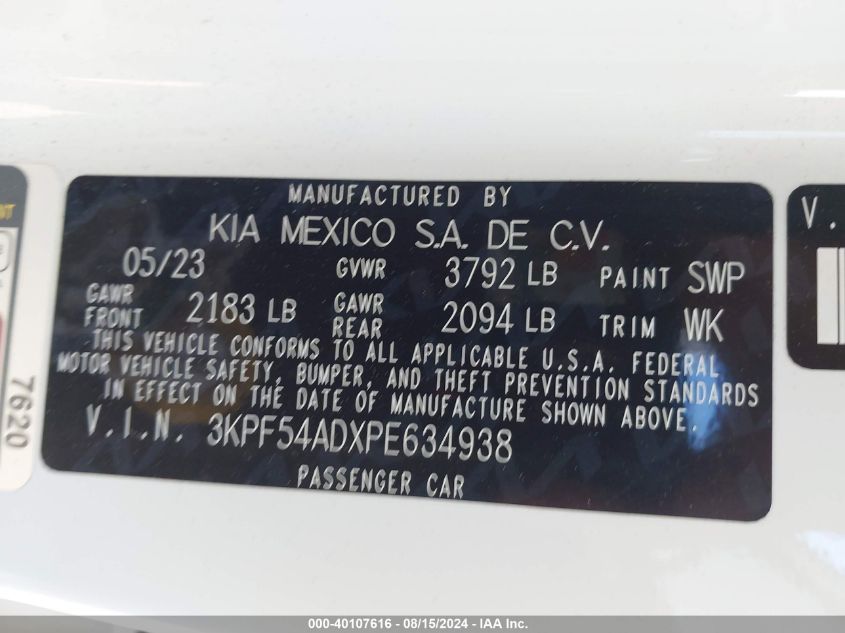 MANUFACTURED BY
KIA MEXICO S.A. DE C.V.
05/23 GVWR 3792 LB PAINT SWP
GAWR FRONT 2183 LB GAWR REAR 2094 LB TRIM WK
THIS VEHICLE CONFORMS TO ALL APPLICABLE U.S.A. FEDERAL
MOTOR VEHICLE SAFETY, BUMPER, AND THEFT PREVENTION STANDARDS
IN EFFECT ON THE DATE OF MANUFACTURE SHOWN ABOVE.
V.I.N. 3KPF54ADXPE634938
PASSENGER CAR
7620
V.
000-40107616 - 08/15/2024 - IAA Inc.